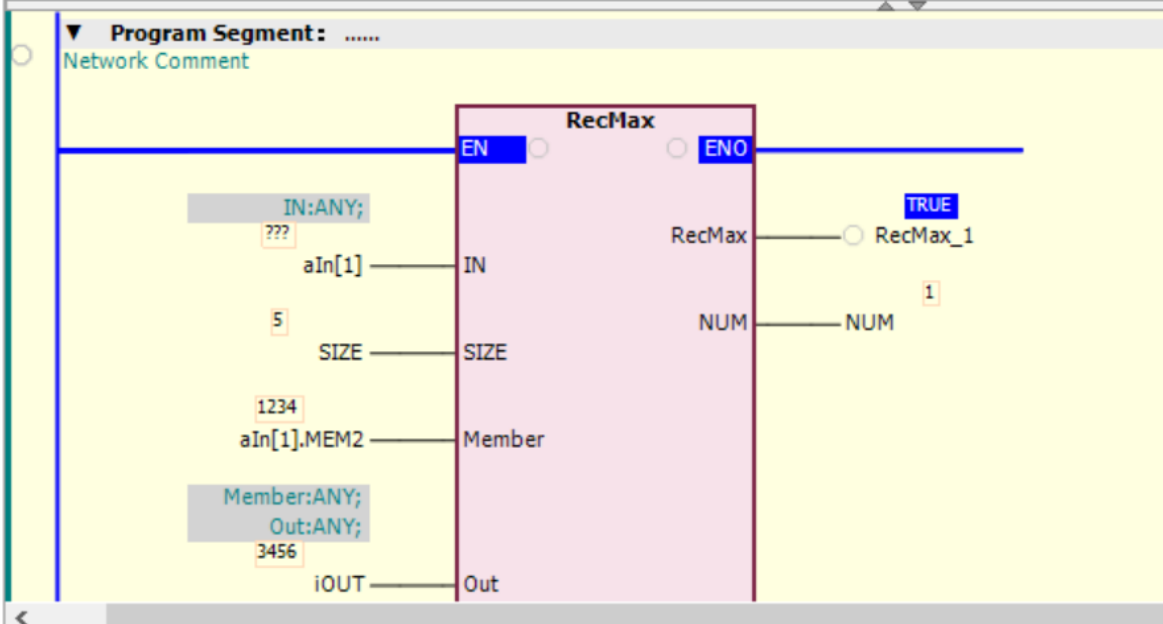 ▼ Program Segment: ......
Network Comment
RecMax
EN ENO
IN:ANY; TRUE
??? RecMax RecMax_1
aIn[1] IN
1
5 NUM NUM
SIZE SIZE
1234
aIn[1].MEM2 Member
Member:ANY;
Out:ANY;
3456
iOUT Out